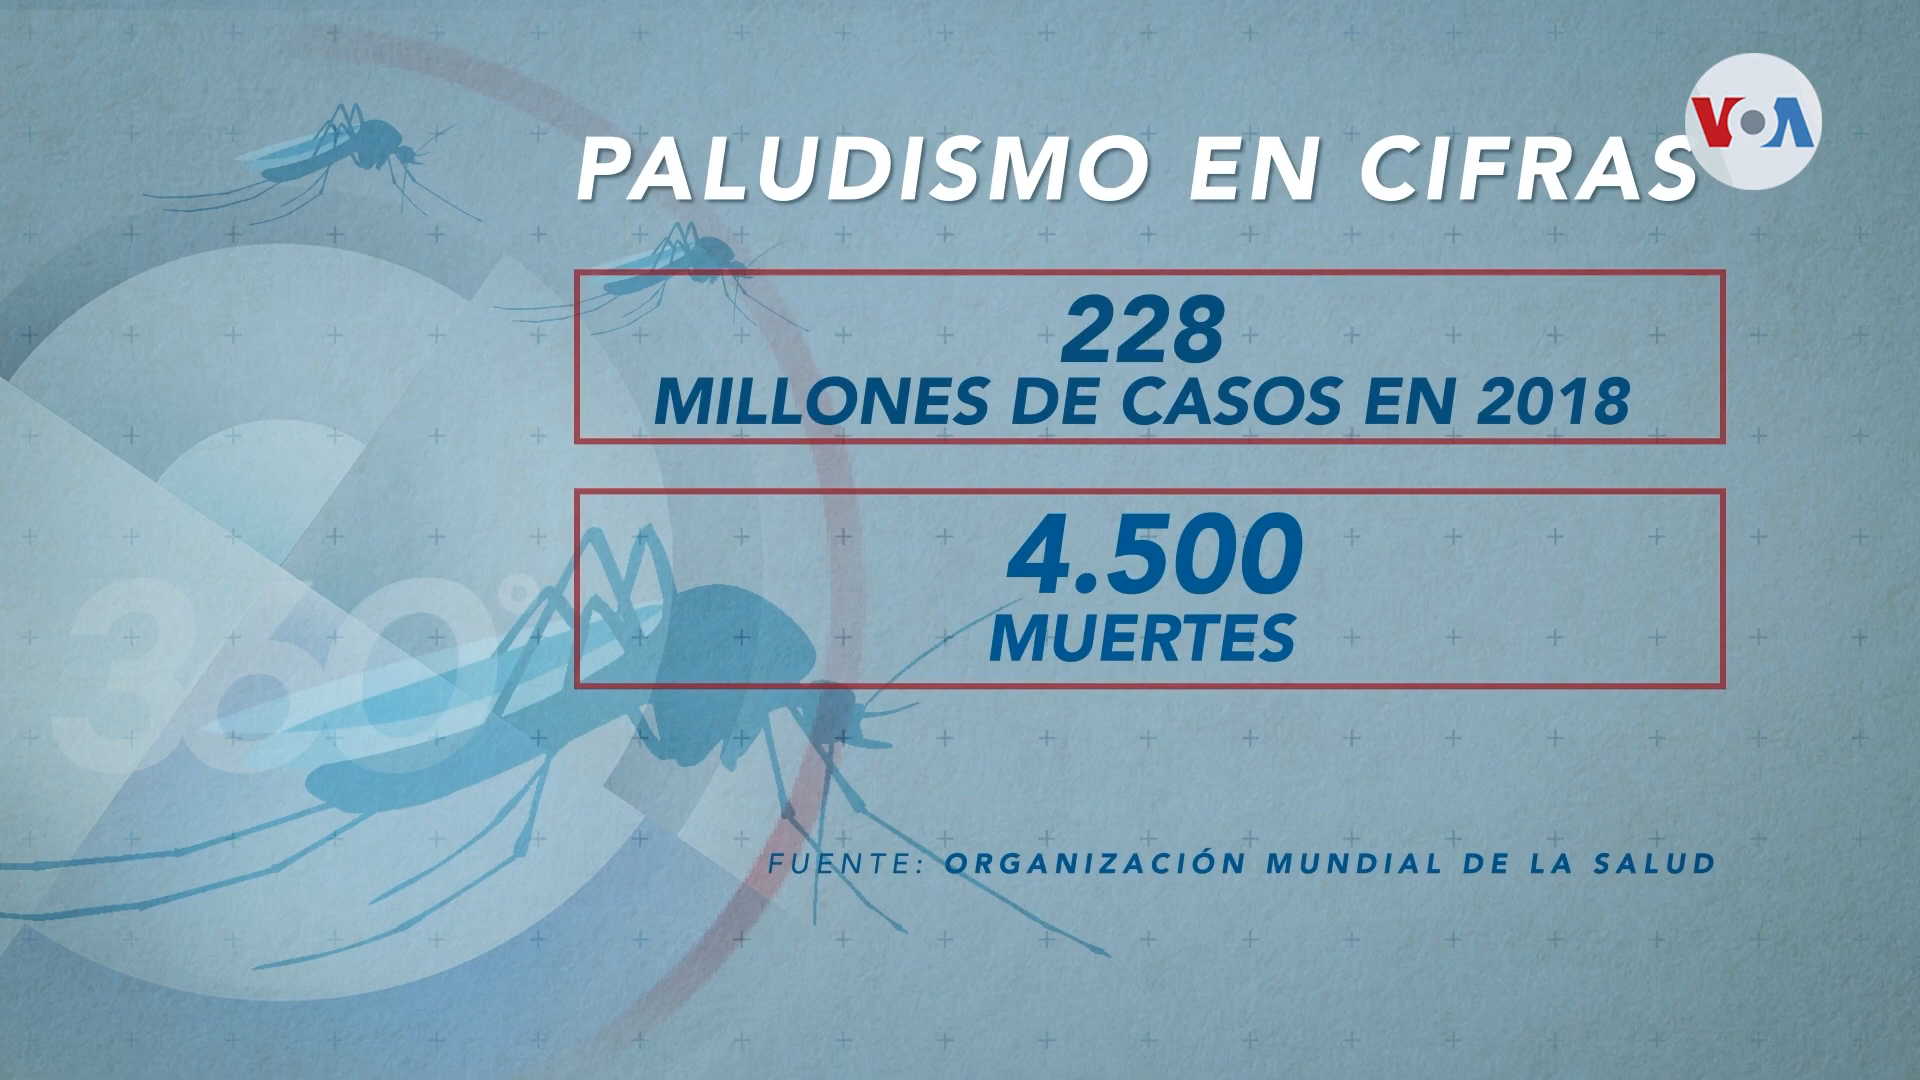 VOA
PALUDISMO EN CIFRAS
228
MILLONES DE CASOS EN 2018
4.500
MUERTES
360°
FUENTE: ORGANIZACIÓN MUNDIAL DE LA SALUD